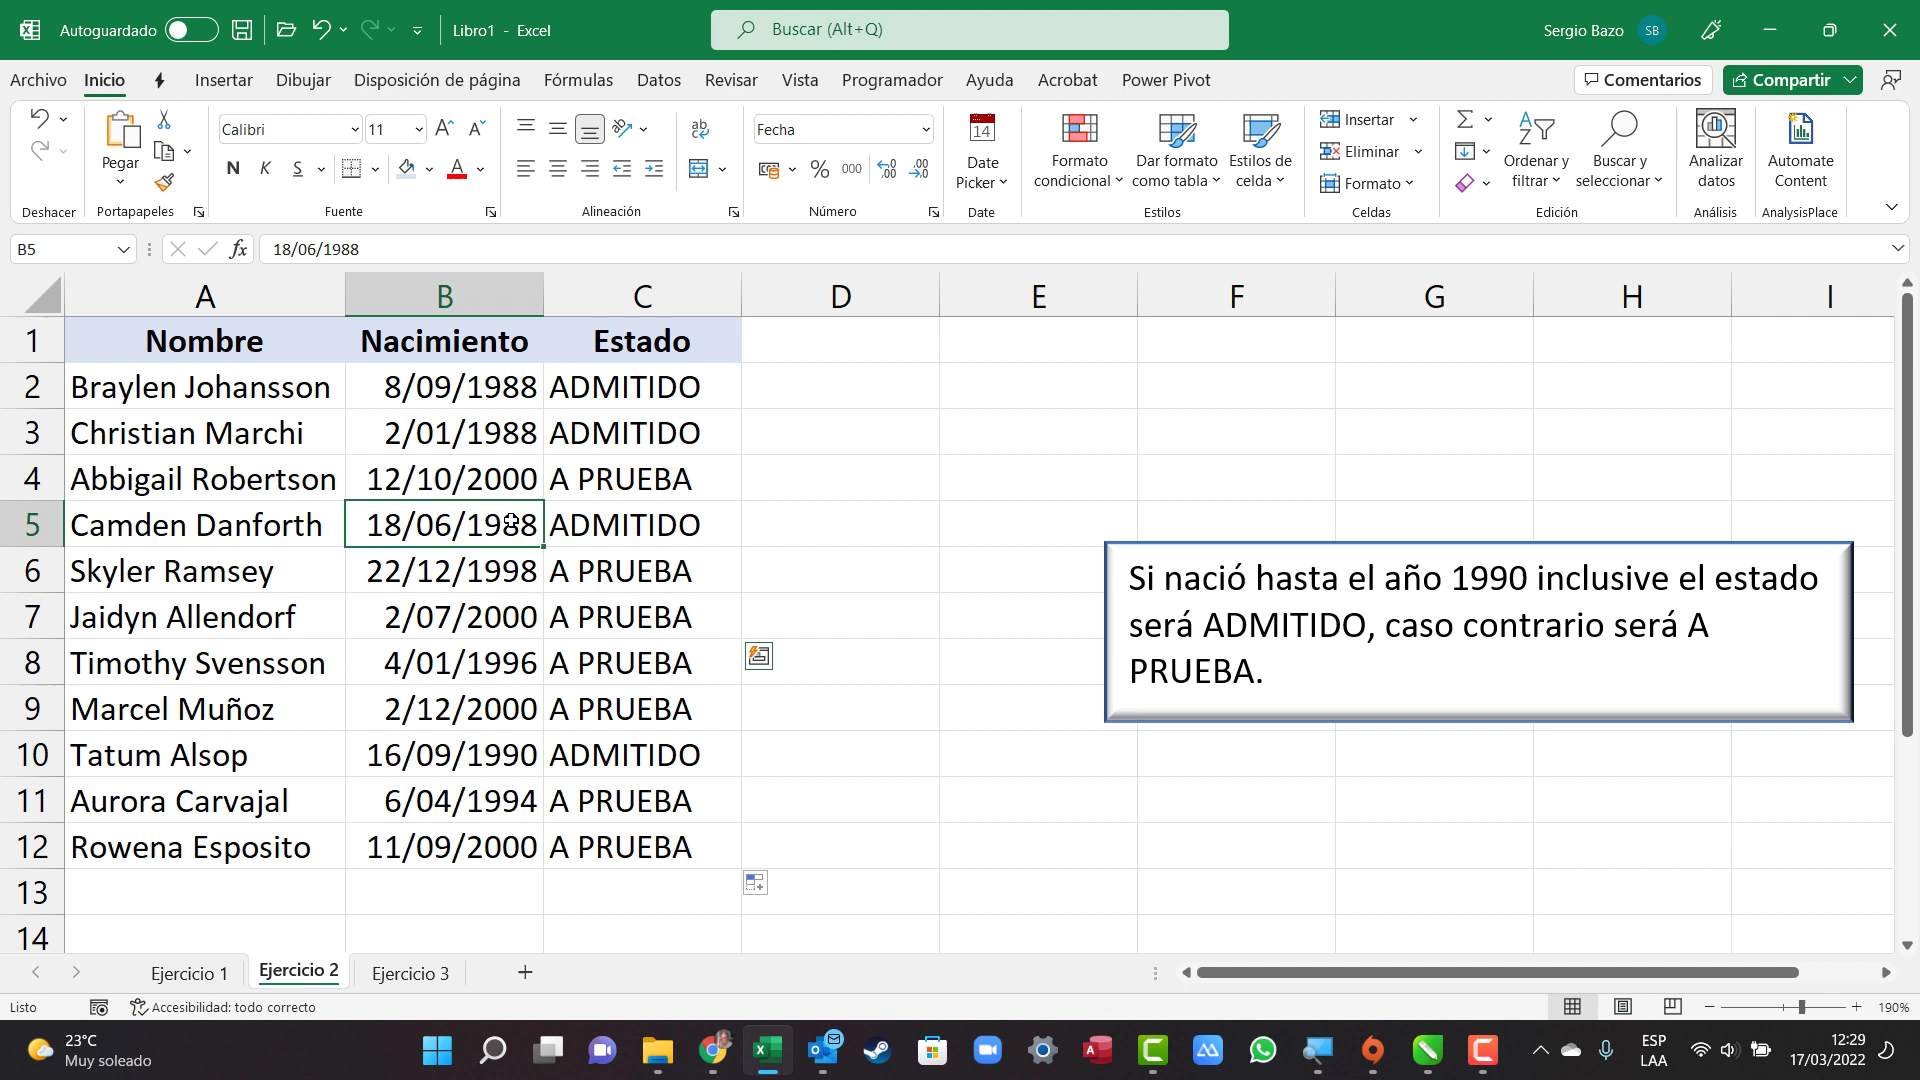 Autoguardado Libro1 - Excel Buscar (Alt+Q) Sergio Bazo SB
Archivo Inicio Insertar Dibujar Disposición de página Fórmulas Datos Revisar Vista Programador Ayuda Acrobat Power Pivot Comentarios Compartir
Pegar
Calibri 11
N K S
ab
Fecha
% 000
14
Date
Picker
Formato
condicional
Dar formato
como tabla
Estilos de
celda
Insertar
Eliminar
Formato
Ordenar y
filtrar
Buscar y
seleccionar
Analizar
datos
Automate
Content
Deshacer Portapapeles Fuente Alineación Número Date Estilos Celdas Edición Análisis AnalysisPlace
B5 fx 18/06/1988
A B C D E F G H I
1 Nombre Nacimiento Estado
2 Braylen Johansson 8/09/1988 ADMITIDO
3 Christian Marchi 2/01/1988 ADMITIDO
4 Abbigail Robertson 12/10/2000 A PRUEBA
5 Camden Danforth 18/06/1988 ADMITIDO
6 Skyler Ramsey 22/12/1998 A PRUEBA
7 Jaidyn Allendorf 2/07/2000 A PRUEBA
8 Timothy Svensson 4/01/1996 A PRUEBA
9 Marcel Muñoz 2/12/2000 A PRUEBA
10 Tatum Alsop 16/09/1990 ADMITIDO
11 Aurora Carvajal 6/04/1994 A PRUEBA
12 Rowena Esposito 11/09/2000 A PRUEBA
13
14
Si nació hasta el año 1990 inclusive el estado
será ADMITIDO, caso contrario será A
PRUEBA.
Ejercicio 1 Ejercicio 2 Ejercicio 3
Listo Accesibilidad: todo correcto 190%
23°C
Muy soleado
ESP
LAA
12:29
17/03/2022